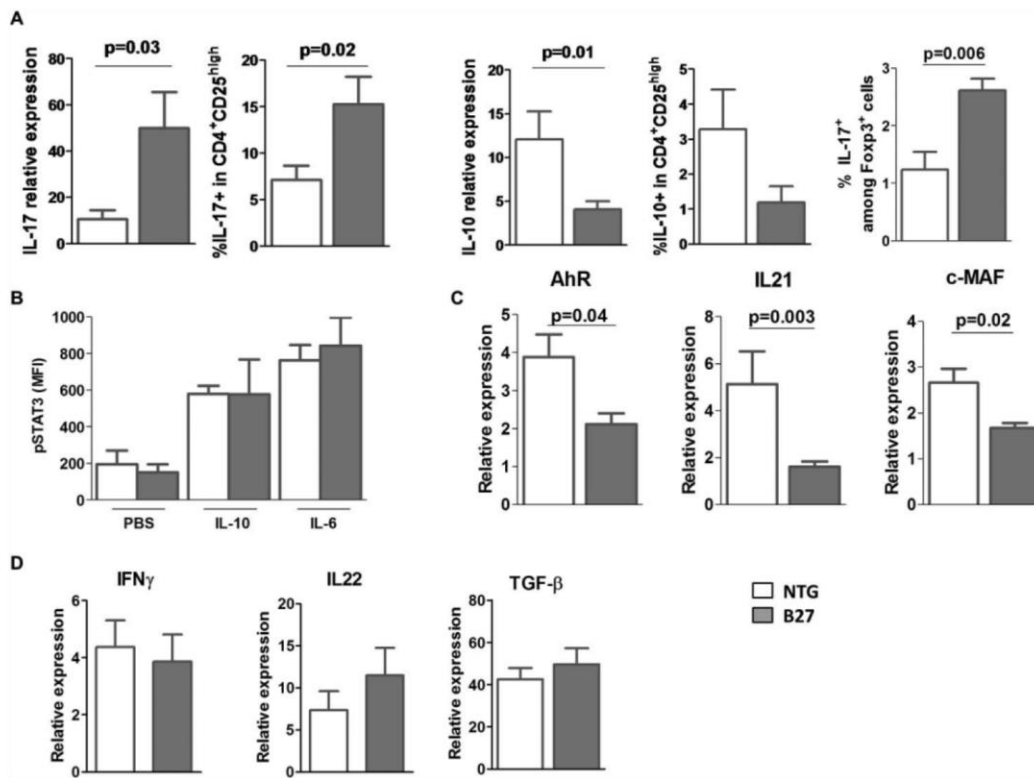 A
p=0.03
IL-17 relative expression
80
60
40
20
0
p=0.02
%IL-17+ in CD4⁺CD25ʰⁱᵍʰ
20
15
10
5
0
p=0.01
IL-10 relative expression
20
15
10
5
0
%IL-10+ in CD4⁺CD25ʰⁱᵍʰ
5
4
3
2
1
0
p=0.006
% IL-17⁺
among Foxp3⁺ cells
3
2
1
0
B
pSTAT3 (MFI)
1000
800
600
400
200
0
PBS
IL-10
IL-6
C
AhR
p=0.04
Relative expression
5
4
3
2
1
0
IL21
p=0.003
Relative expression
8
6
4
2
0
c-MAF
p=0.02
Relative expression
4
3
2
1
0
D
IFNγ
Relative expression
6
4
2
0
IL22
Relative expression
20
15
10
5
0
TGF-β
Relative expression
80
60
40
20
0
NTG
B27